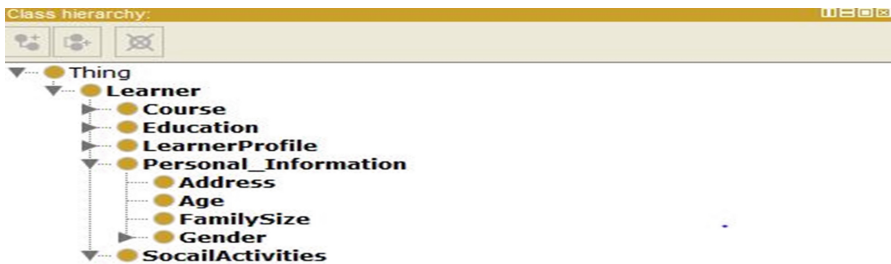 Class hierarchy:
Thing
Learner
Course
Education
LearnerProfile
Personal_Information
Address
Age
FamilySize
Gender
SocailActivities